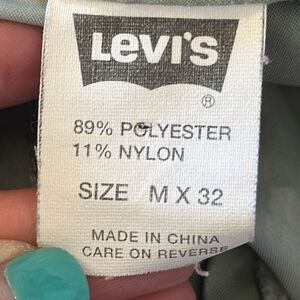 Levi's
®
89% POLYESTER
11% NYLON
SIZE M X 32
MADE IN CHINA
CARE ON REVERSE